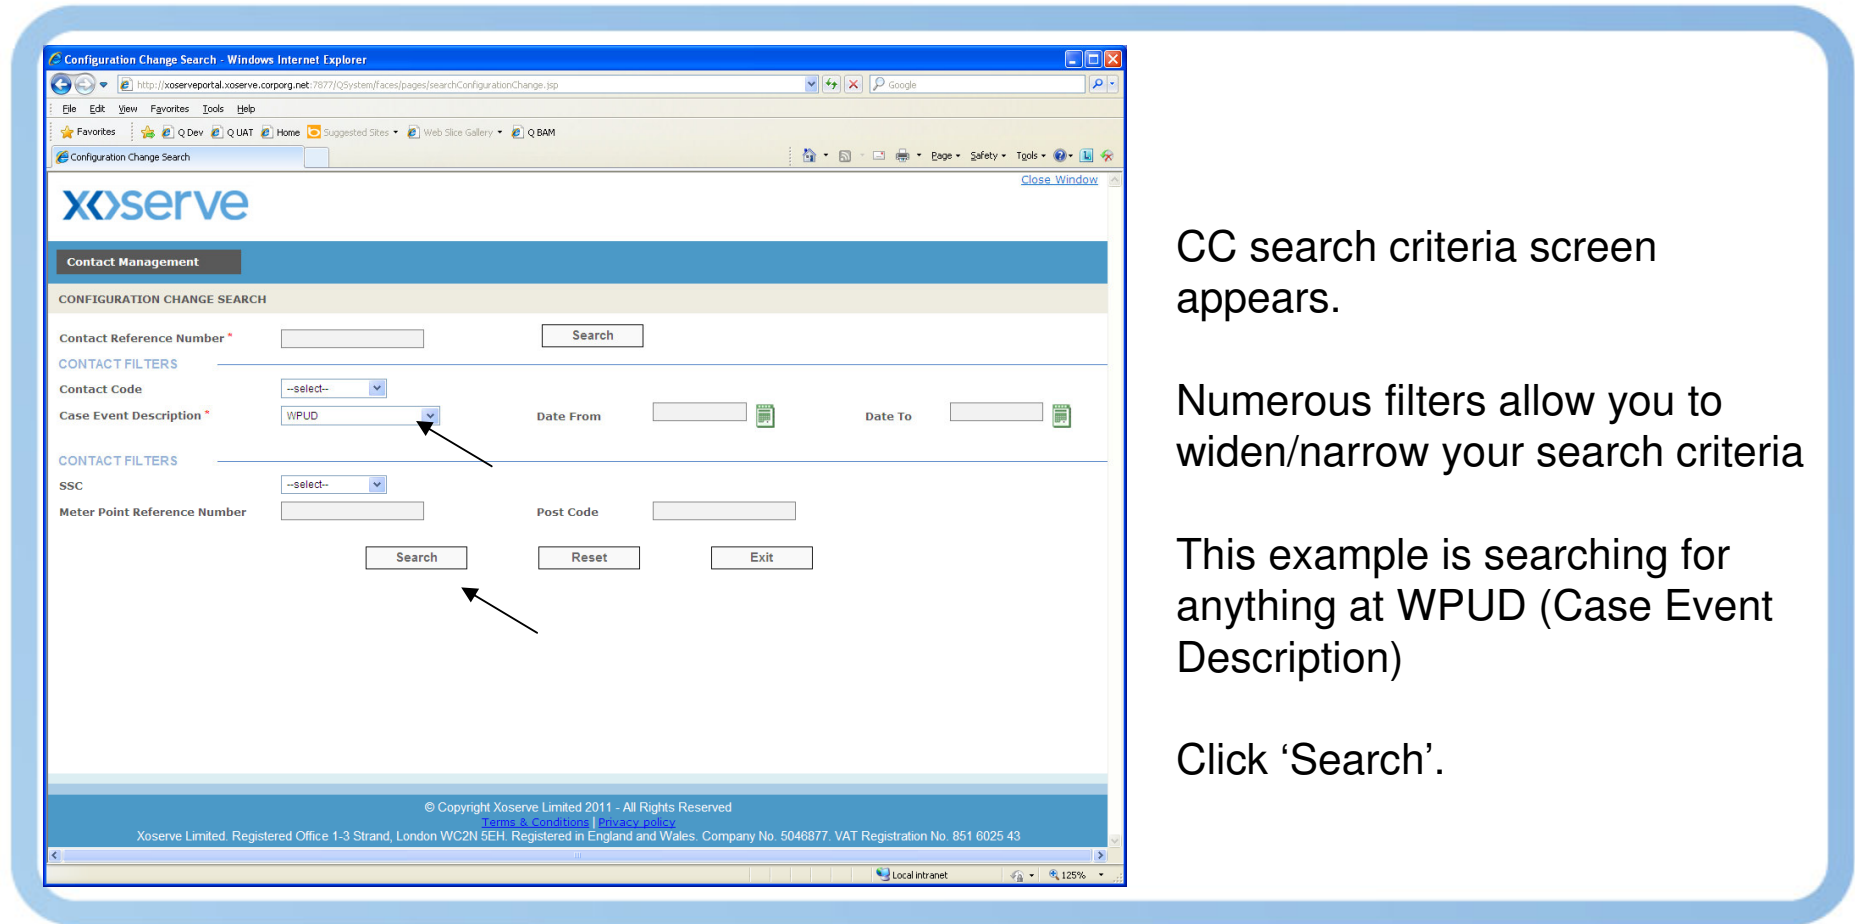 Configuration Change Search - Windows Internet Explorer
http://xoserveportal.xoserve.corporg.net:7877/QSystem/faces/pages/searchConfigurationChange.jsp
Google
File Edit View Favorites Tools Help
Favorites Q Dev Q UAT Home Suggested Sites Web Slice Gallery Q BAM
Configuration Change Search
Page Safety Tools
Close Window
xoserve
Contact Management
CONFIGURATION CHANGE SEARCH
Contact Reference Number *
Search
CONTACT FILTERS
Contact Code
--select--
Case Event Description *
WPUD
Date From
Date To
CONTACT FILTERS
SSC
--select--
Meter Point Reference Number
Post Code
Search
Reset
Exit
© Copyright Xoserve Limited 2011 - All Rights Reserved
Terms & Conditions | Privacy policy
Xoserve Limited. Registered Office 1-3 Strand, London WC2N 5EH. Registered in England and Wales. Company No. 5046877. VAT Registration No. 851 6025 43
Local intranet
125%
CC search criteria screen
appears.
Numerous filters allow you to
widen/narrow your search criteria
This example is searching for
anything at WPUD (Case Event
Description)
Click ‘Search’.